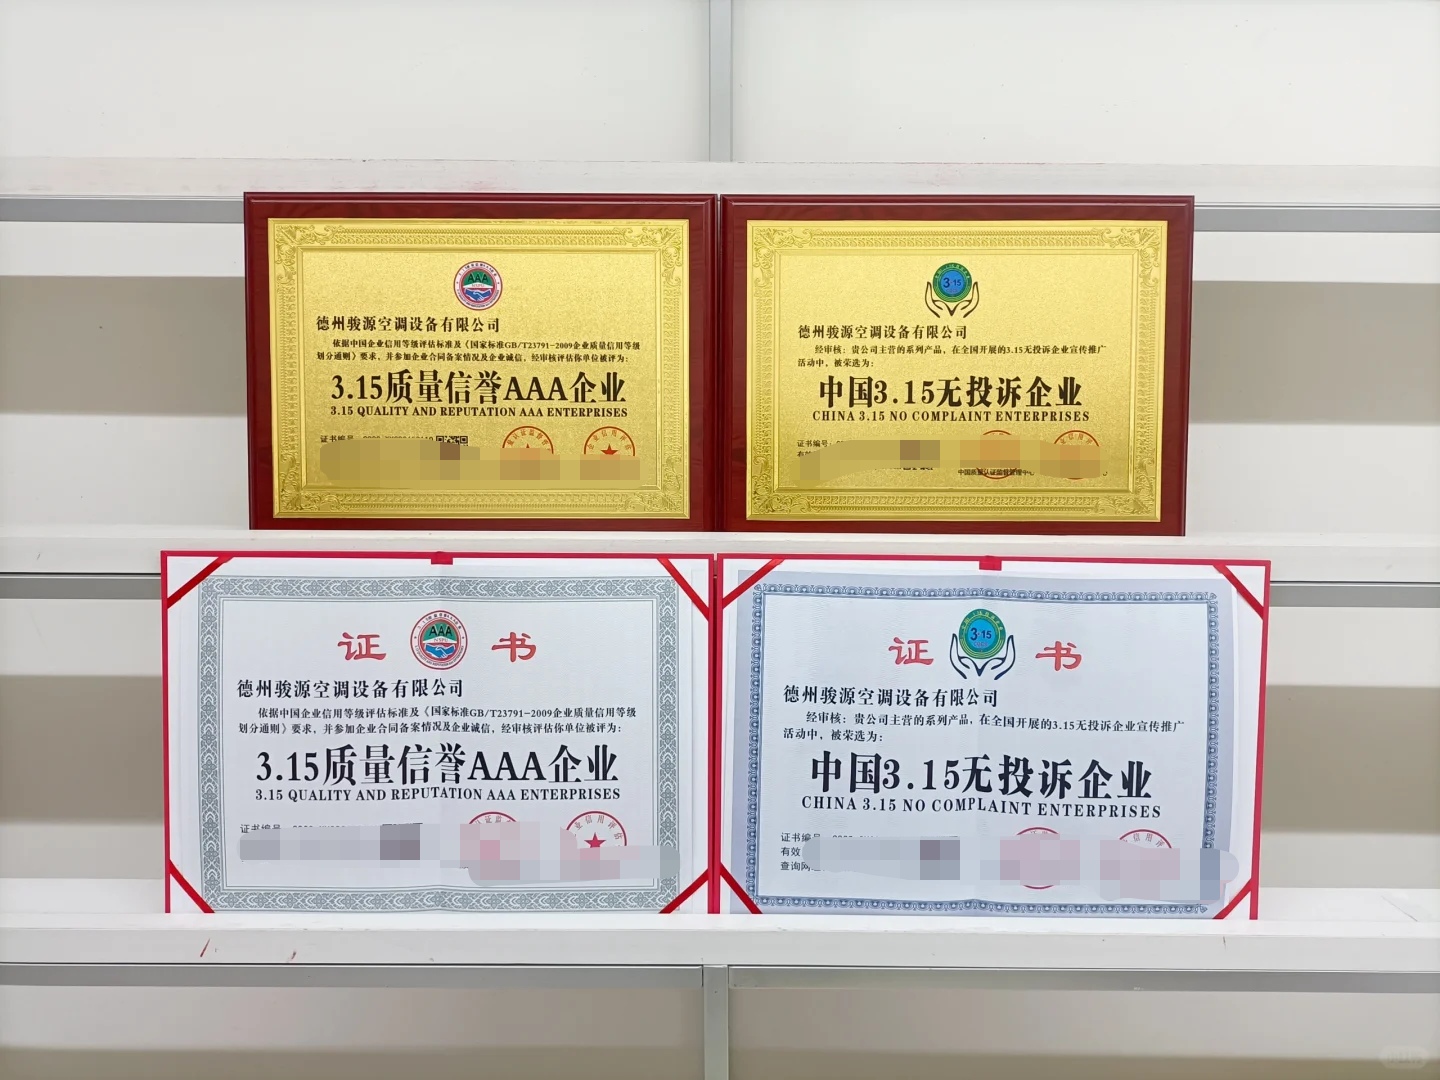 AAA
德州骏源空调设备有限公司
依据中国企业信用等级评估标准及《国家标准GB/T23791-2009企业质量信用等级
划分通则》要求，并参加企业合同备案情况及企业诚信，经审核评估你单位被评为：
3.15质量信誉AAA企业
3.15 QUALITY AND REPUTATION AAA ENTERPRISES
证书编号
3.15
德州骏源空调设备有限公司
经审核：贵公司主营的系列产品，在全国开展的3.15无投诉企业宣传推广
活动中，被荣选为：
中国3.15无投诉企业
CHINA 3.15 NO COMPLAINT ENTERPRISES
证书编号：
有效
证书
AAA
德州骏源空调设备有限公司
依据中国企业信用等级评估标准及《国家标准GB/T23791-2009企业质量信用等级
划分通则》要求，并参加企业合同备案情况及企业诚信，经审核评估你单位被评为：
3.15质量信誉AAA企业
3.15 QUALITY AND REPUTATION AAA ENTERPRISES
证书编号
证书
3.15
德州骏源空调设备有限公司
经审核：贵公司主营的系列产品，在全国开展的3.15无投诉企业宣传推广
活动中，被荣选为：
中国3.15无投诉企业
CHINA 3.15 NO COMPLAINT ENTERPRISES
证书编号
有效
查询网